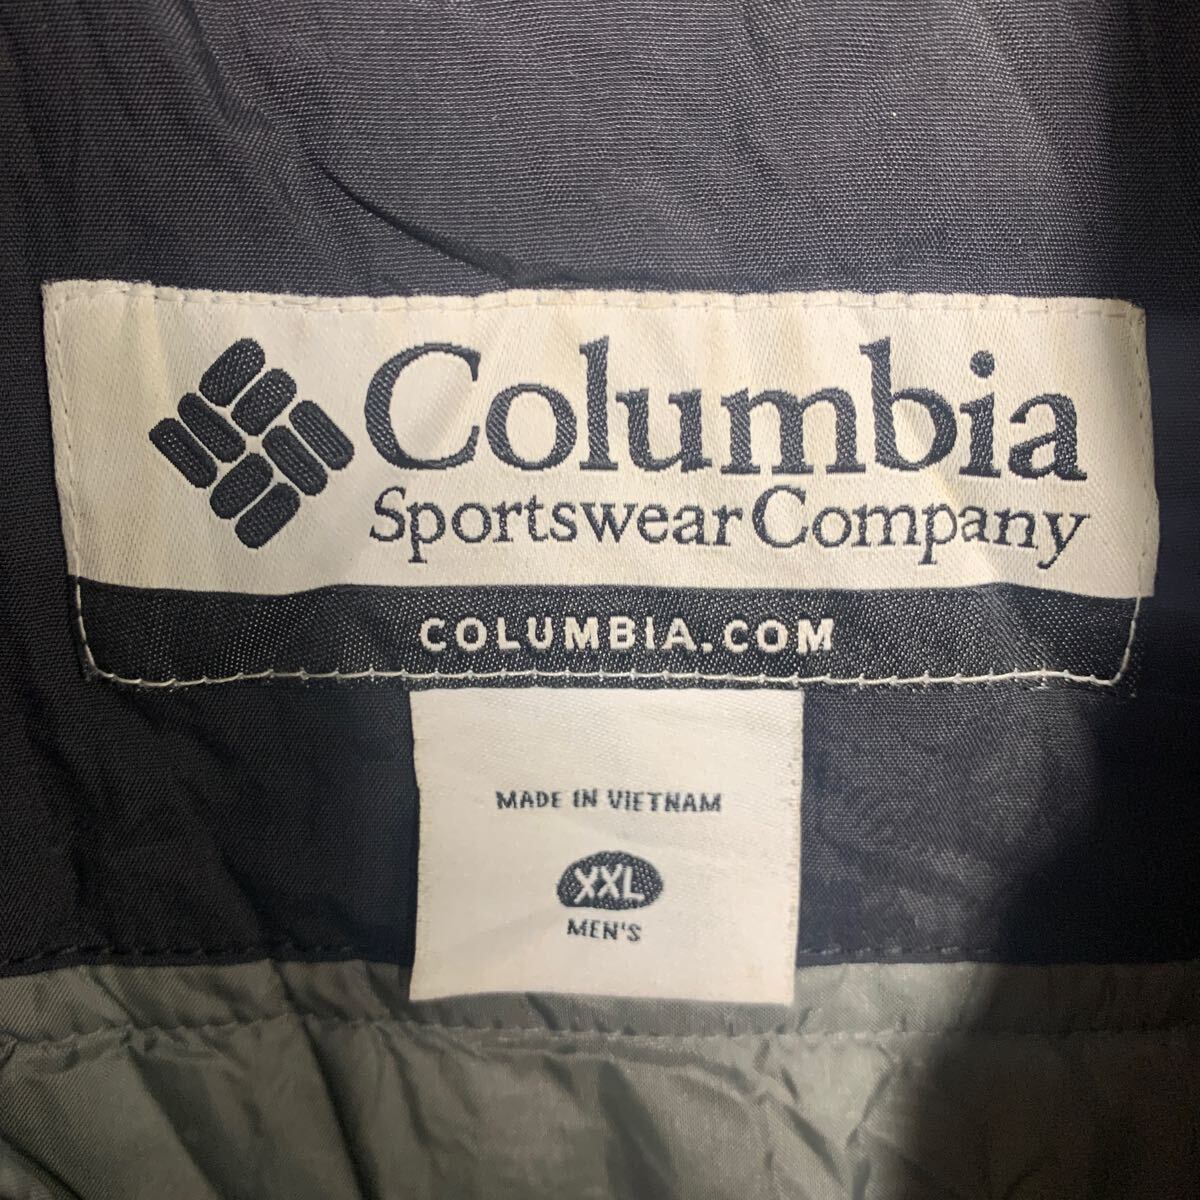 Columbia
Sportswear Company
COLUMBIA.COM
MADE IN VIETNAM
XXL
MEN'S